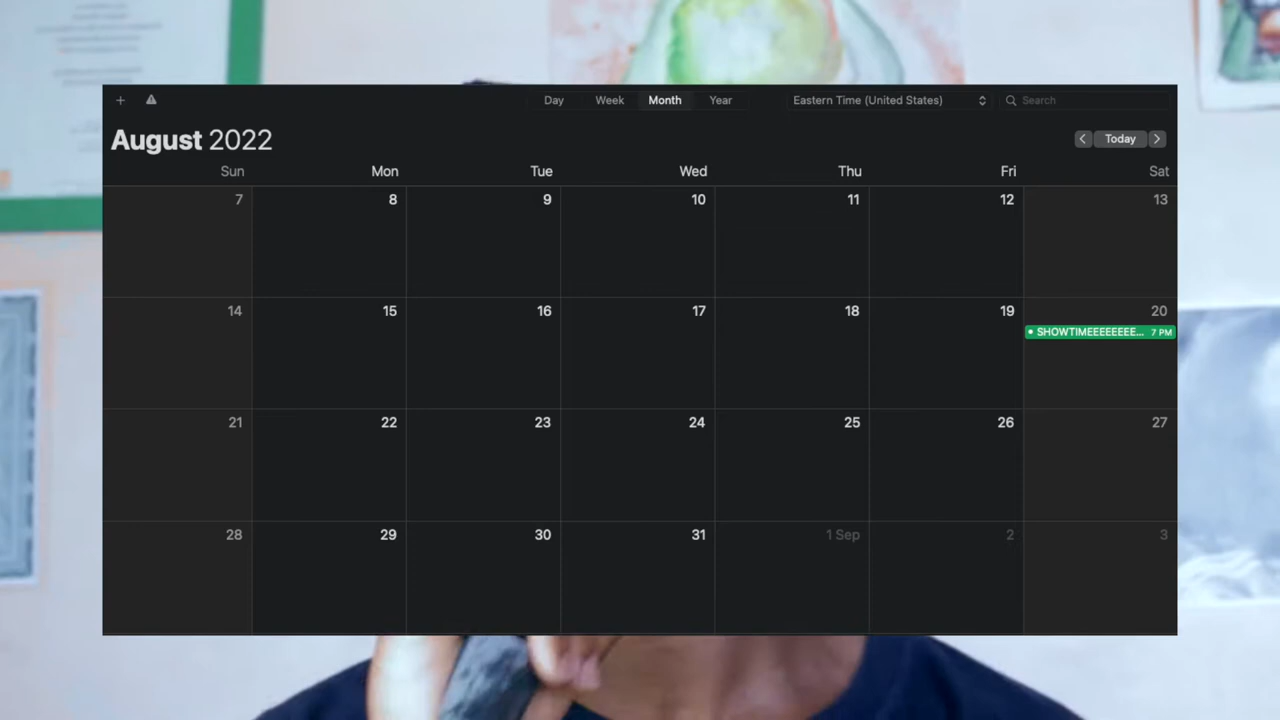 + Day Week Month Year Eastern Time (United States) Search
August 2022
< Today >
Sun Mon Tue Wed Thu Fri Sat
7 8 9 10 11 12 13
14 15 16 17 18 19 20
SHOWTIMEEEEEEEE... 7 PM
21 22 23 24 25 26 27
28 29 30 31 1 Sep 2 3